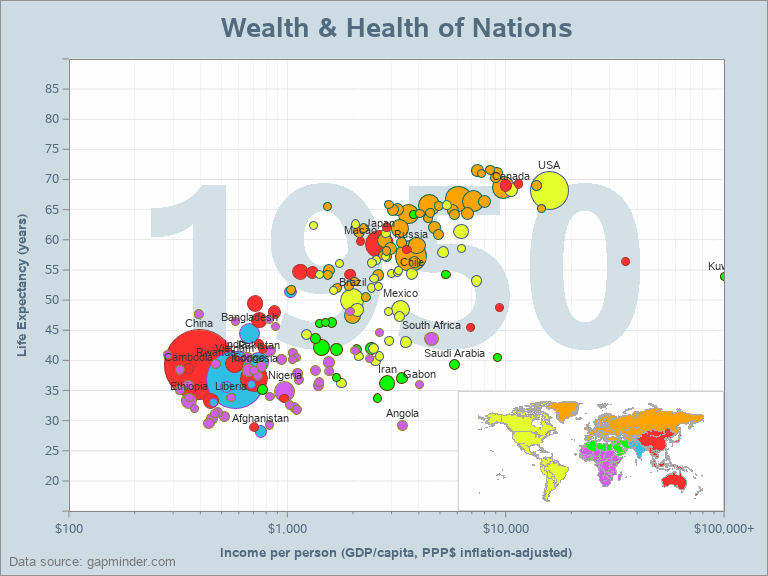 Wealth & Health of Nations
1950
Life Expectancy (years)
85
80
75
70
65
60
55
50
45
40
35
30
25
20
USA
Canada
Japan
Macao
Russia
Chile
Kuw
Brazil
Mexico
Bangladesh
China
South Africa
Pakistan
Vietnam
Rwanda
Indonesia
Cambodia
Saudi Arabia
Iran
Gabon
Nigeria
Ethiopia
Liberia
Angola
Afghanistan
$100
$1,000
$10,000
$100,000+
Income per person (GDP/capita, PPP$ inflation-adjusted)
Data source: gapminder.com